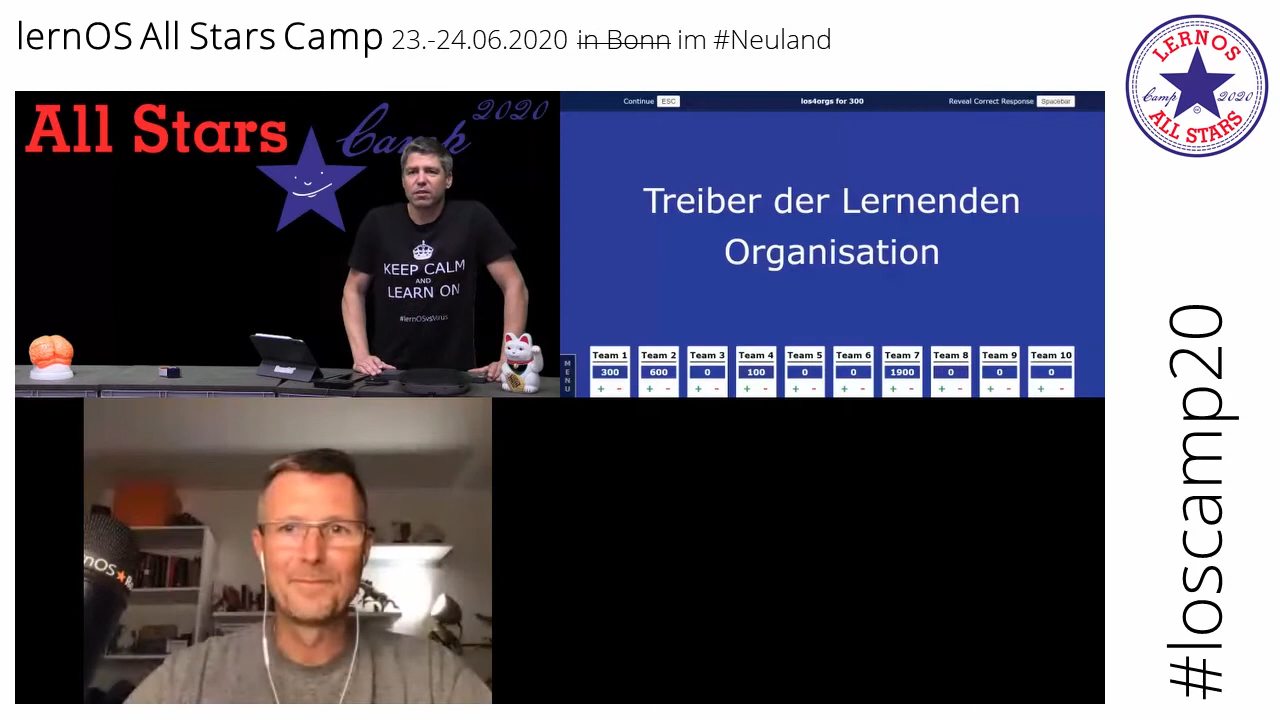 lernOS All Stars Camp 23.-24.06.2020 in Bonn im #Neuland
LERNOS
Camp 2020
ALL STARS
All Stars Camp 2020
KEEP CALM
AND
LEARN ON
#lernOSvsVirus
Continue ESC los4orgs for 300 Reveal Correct Response Spacebar
Treiber der Lernenden
Organisation
MENU
Team 1 Team 2 Team 3 Team 4 Team 5 Team 6 Team 7 Team 8 Team 9 Team 10
300 600 0 100 0 0 1900 0 0 0
+ - + - + - + - + - + - + - + - + - + -
#loscamp20